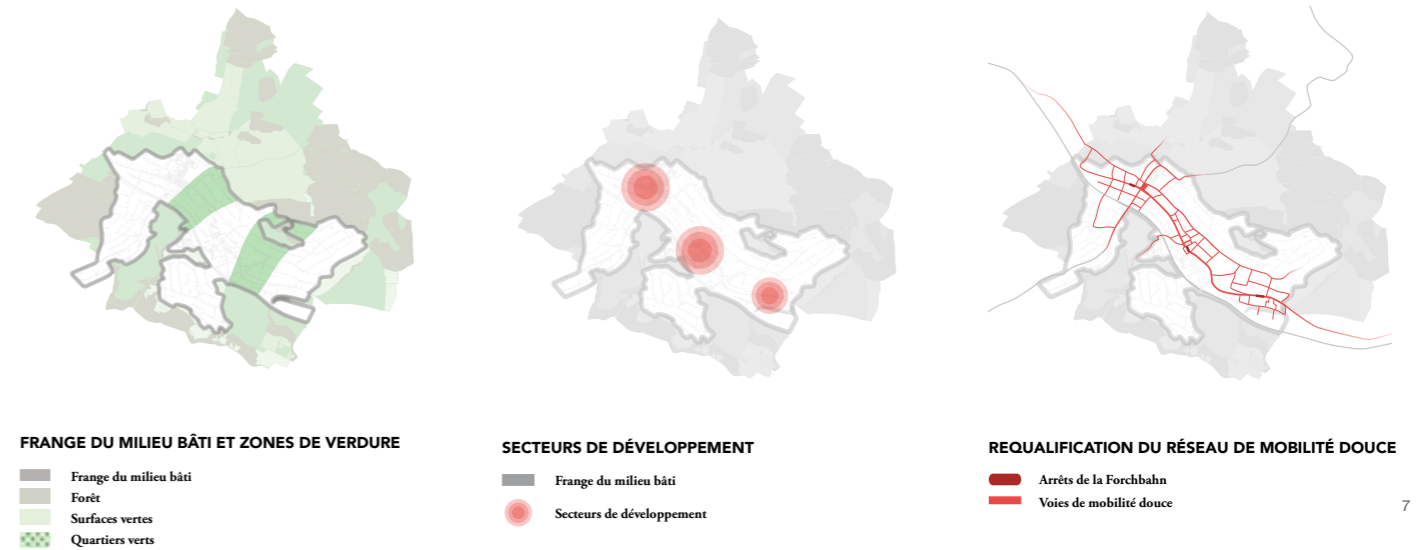 FRANGE DU MILIEU BÂTI ET ZONES DE VERDURE
Frange du milieu bâti
Forêt
Surfaces vertes
Quartiers verts
SECTEURS DE DÉVELOPPEMENT
Frange du milieu bâti
Secteurs de développement
REQUALIFICATION DU RÉSEAU DE MOBILITÉ DOUCE
Arrêts de la Forchbahn
Voies de mobilité douce
7